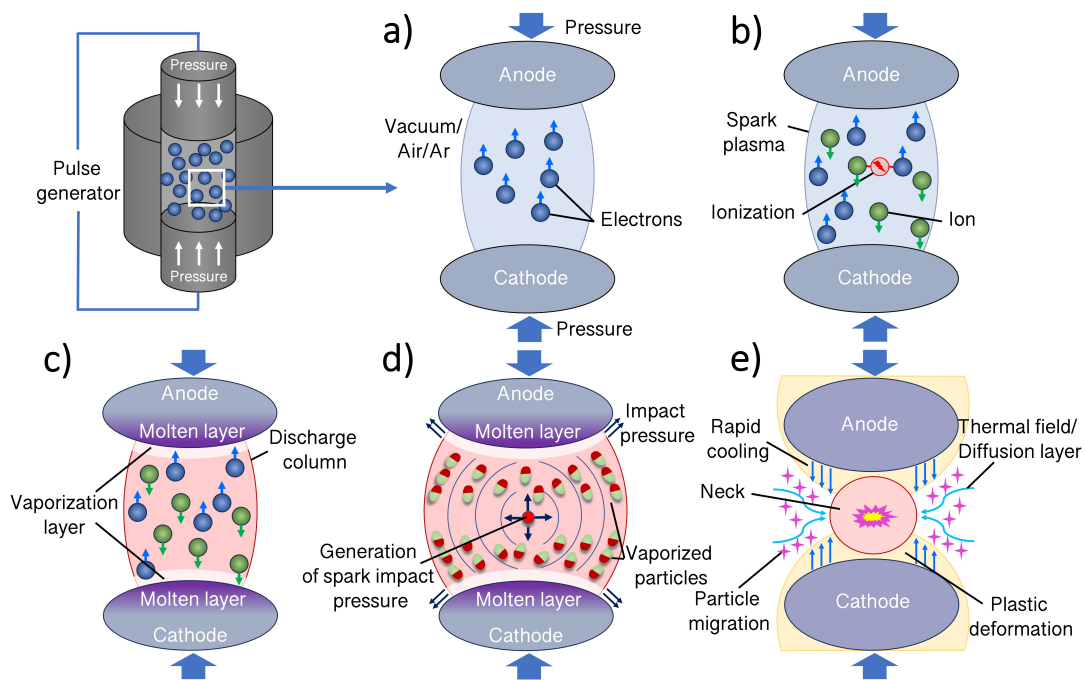 Pressure
Pulse
generator
Pressure
a)
Pressure
Anode
Vacuum/
Air/Ar
Electrons
Cathode
Pressure
b)
Anode
Spark
plasma
Ionization
Ion
Cathode
c)
Anode
Molten layer
Discharge
column
Vaporization
layer
Molten layer
Cathode
d)
Anode
Molten layer
Impact
pressure
Generation
of spark impact
pressure
Vaporized
particles
Molten layer
Cathode
e)
Anode
Rapid
cooling
Thermal field/
Diffusion layer
Neck
Particle
migration
Cathode
Plastic
deformation